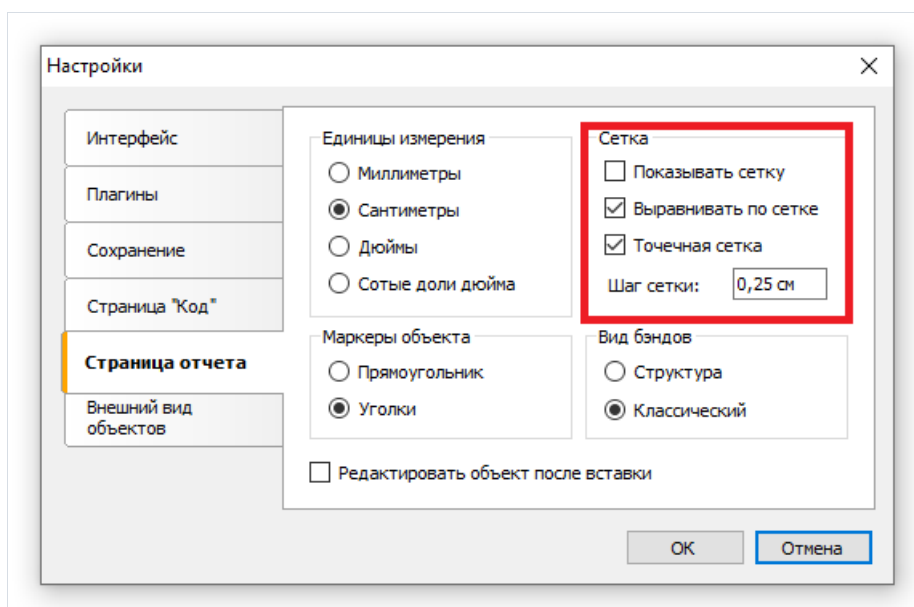 Настройки
Интерфейс
Плагины
Сохранение
Страница "Код"
Страница отчета
Внешний вид
объектов
Единицы измерения
Миллиметры
Сантиметры
Дюймы
Сотые доли дюйма
Сетка
Показывать сетку
Выравнивать по сетке
Точечная сетка
Шаг сетки: 0,25 см
Маркеры объекта
Прямоугольник
Уголки
Вид бэндов
Структура
Классический
Редактировать объект после вставки
ОК
Отмена